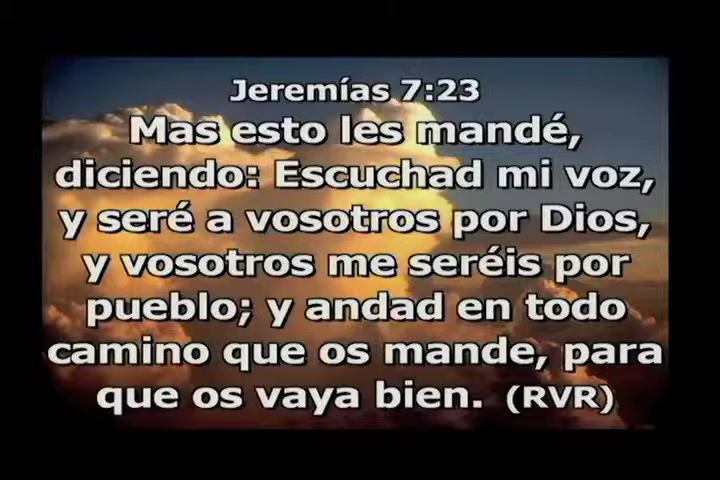 Jeremías 7:23
Mas esto les mandé,
diciendo: Escuchad mi voz,
y seré a vosotros por Dios,
y vosotros me seréis por
pueblo; y andad en todo
camino que os mande, para
que os vaya bien. (RVR)